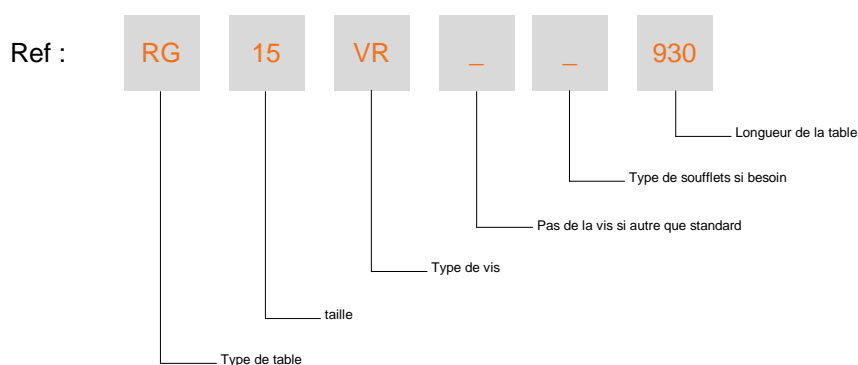 Ref : RG 15 VR _ _ 930
Longueur de la table
Type de soufflets si besoin
Pas de la vis si autre que standard
Type de vis
taille
Type de table